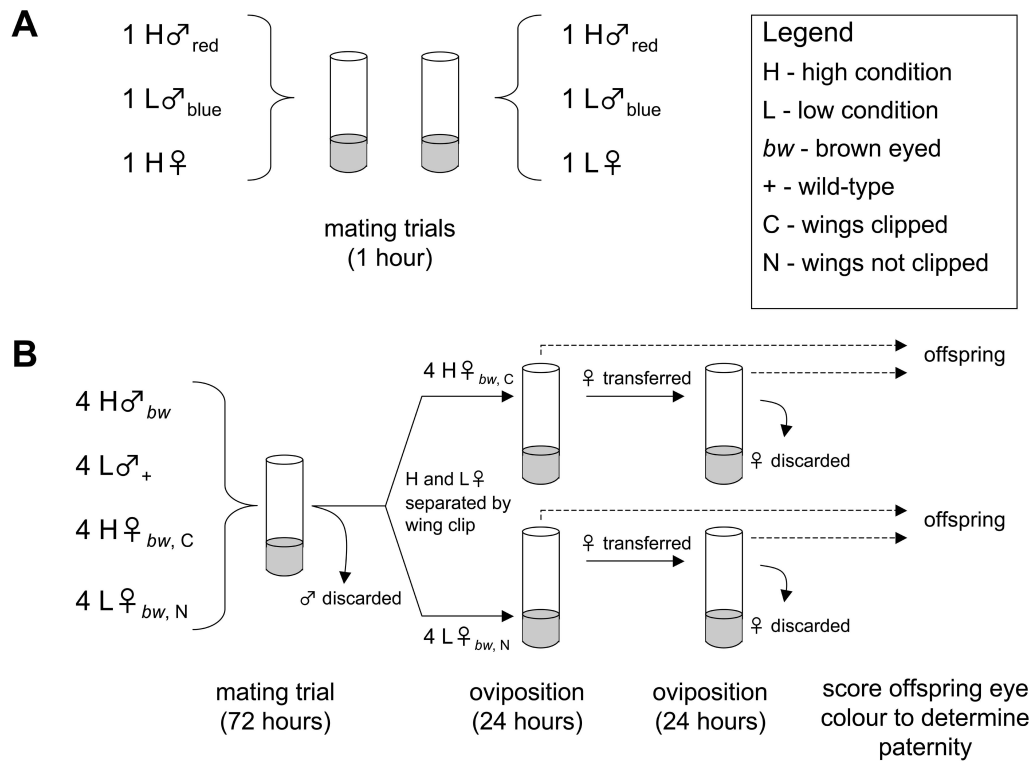 A
1 H♂red
1 L♂blue
1 H♀
1 H♂red
1 L♂blue
1 L♀
mating trials
(1 hour)
Legend
H - high condition
L - low condition
bw - brown eyed
+ - wild-type
C - wings clipped
N - wings not clipped
B
4 H♂bw
4 L♂+
4 H♀bw, C
4 L♀bw, N
♂ discarded
mating trial
(72 hours)
H and L♀
separated by
wing clip
4 H♀bw, C
♀ transferred
♀ discarded
offspring
4 L♀bw, N
♀ transferred
♀ discarded
offspring
oviposition
(24 hours)
oviposition
(24 hours)
score offspring eye
colour to determine
paternity